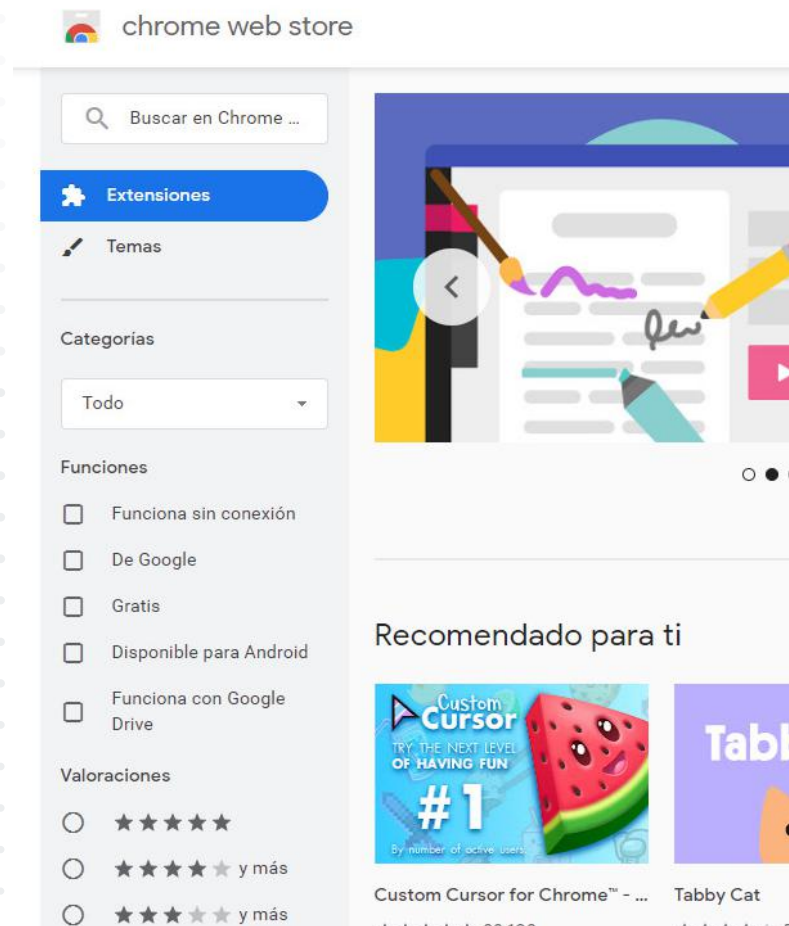 chrome web store
Buscar en Chrome ...
Extensiones
Temas
Categorías
Todo
Funciones
Funciona sin conexión
De Google
Gratis
Disponible para Android
Funciona con Google
Drive
Valoraciones
y más
y más
Recomendado para ti
Custom
Cursor
TRY THE NEXT LEVEL
OF HAVING FUN
#1
By number of active users
Custom Cursor for Chrome™ - ...
Tabby Cat